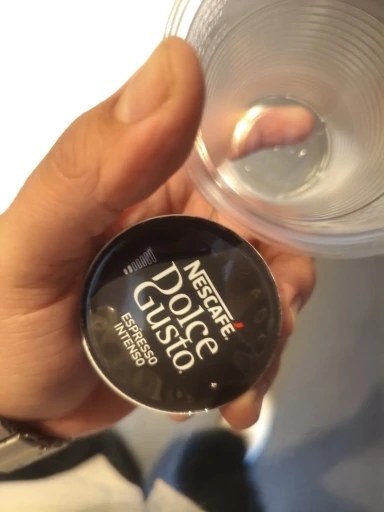 NESCAFÉ
DOLCE
GUSTO
ESPRESSO
INTENSO